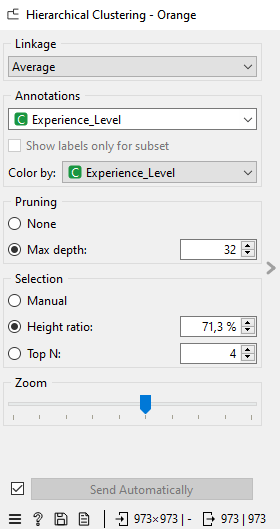 Hierarchical Clustering - Orange
Linkage
Average
Annotations
C Experience_Level
Show labels only for subset
Color by: C Experience_Level
Pruning
None
Max depth: 32
Selection
Manual
Height ratio: 71,3 %
Top N: 4
Zoom
Send Automatically
? 973×973 | - 973 | 973